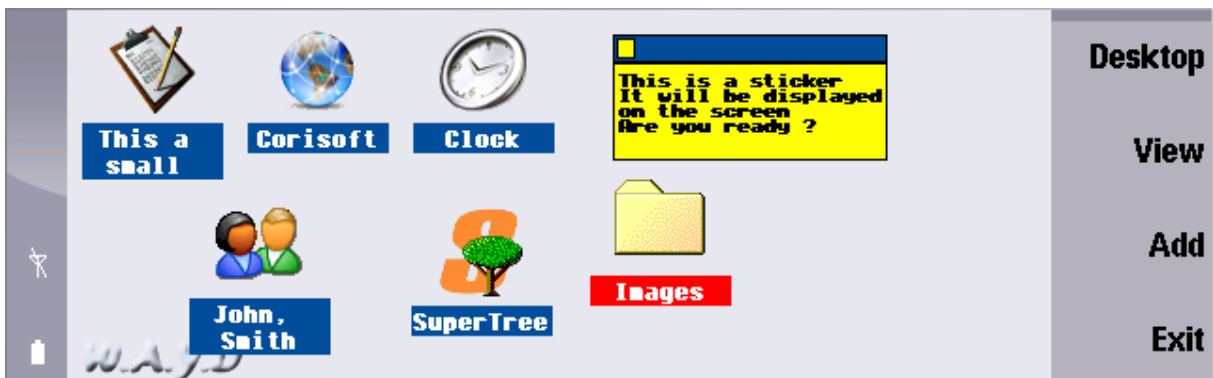 This a
small
Corisoft
Clock
This is a sticker
It will be displayed
on the screen
Are you ready ?
John,
Smith
SuperTree
Images
W.A.Y.D
Desktop
View
Add
Exit